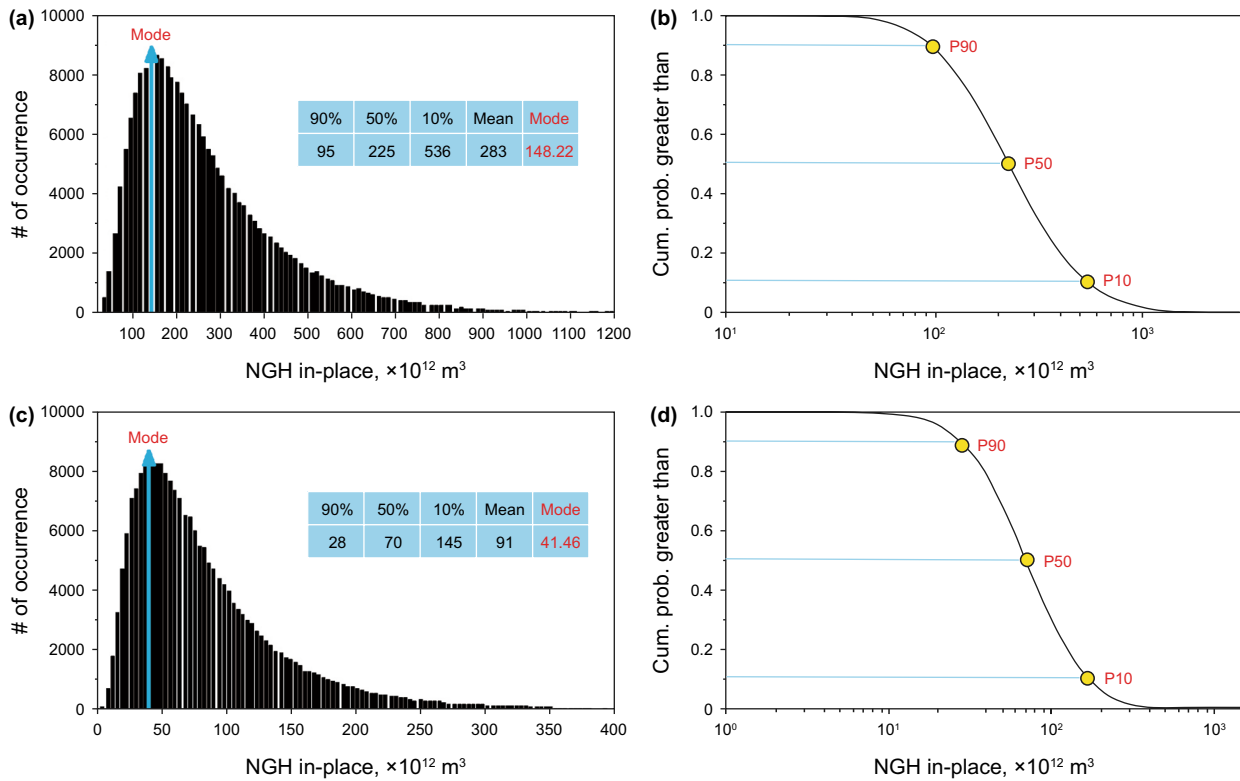 (a)
10000
8000
6000
4000
2000
0
# of occurrence
Mode
90% 50% 10% Mean Mode
95 225 536 283 148.22
100 200 300 400 500 600 700 800 900 1000 1100 1200
NGH in-place, ×10¹² m³
(b)
1.0
0.8
0.6
0.4
0.2
0
Cum. prob. greater than
P90
P50
P10
10¹ 10² 10³
NGH in-place, ×10¹² m³
(c)
10000
8000
6000
4000
2000
0
# of occurrence
Mode
90% 50% 10% Mean Mode
28 70 145 91 41.46
0 50 100 150 200 250 300 350 400
NGH in-place, ×10¹² m³
(d)
1.0
0.8
0.6
0.4
0.2
0
Cum. prob. greater than
P90
P50
P10
10⁰ 10¹ 10² 10³
NGH in-place, ×10¹² m³